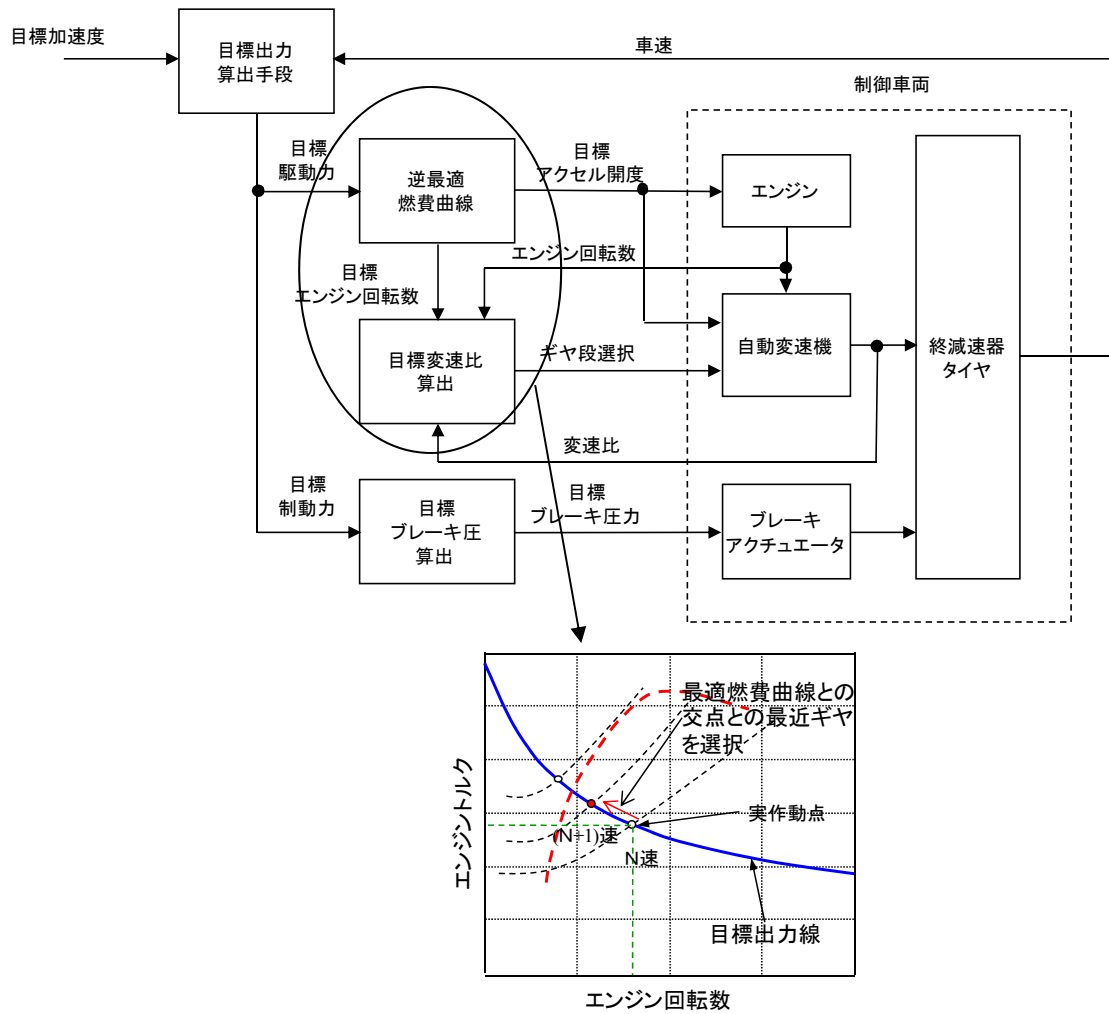 目標加速度
目標出力
算出手段
車速
制御車両
目標
駆動力
逆最適
燃費曲線
目標
アクセル開度
エンジン
エンジン回転数
目標
エンジン回転数
目標変速比
算出
ギヤ段選択
自動変速機
終減速器
タイヤ
変速比
目標
制動力
目標
ブレーキ圧
算出
目標
ブレーキ圧力
ブレーキ
アクチュエータ
最適燃費曲線との
交点との最近ギヤ
を選択
実作動点
(N+1)速
N速
目標出力線
エンジントルク
エンジン回転数